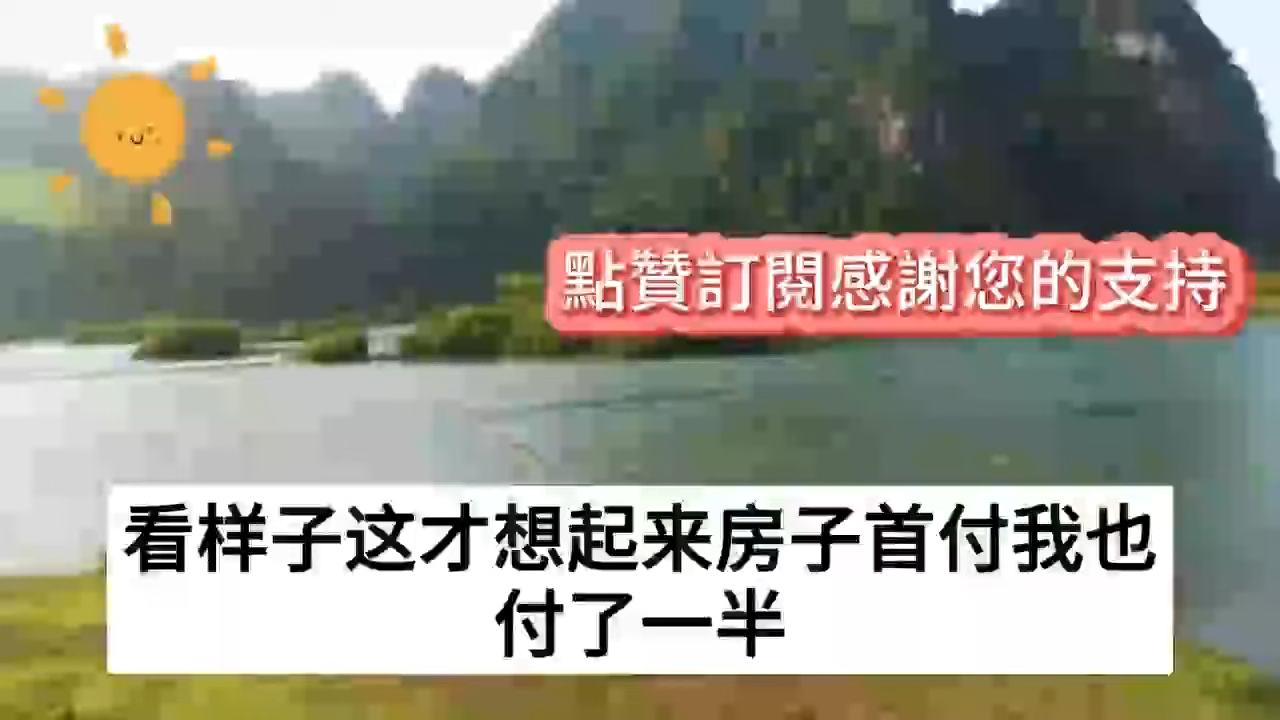 點贊訂閱感謝您的支持
看样子这才想起来房子首付我也
付了一半